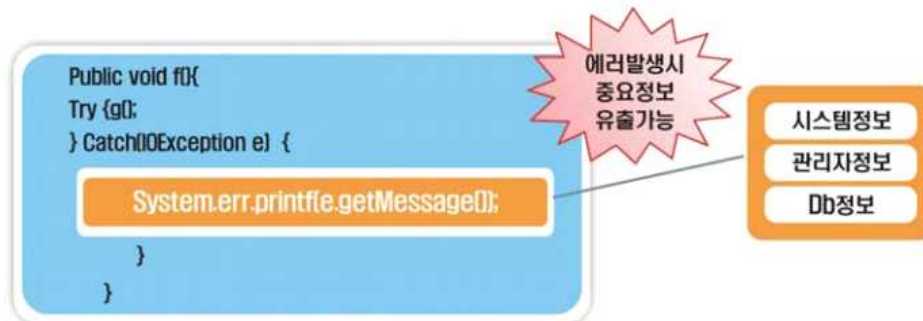 Public void f(){
Try {g();
} Catch(IOException e) {
System.err.printf(e.getMessage());
}
}
에러발생시
중요정보
유출가능
시스템정보
관리자정보
Db정보